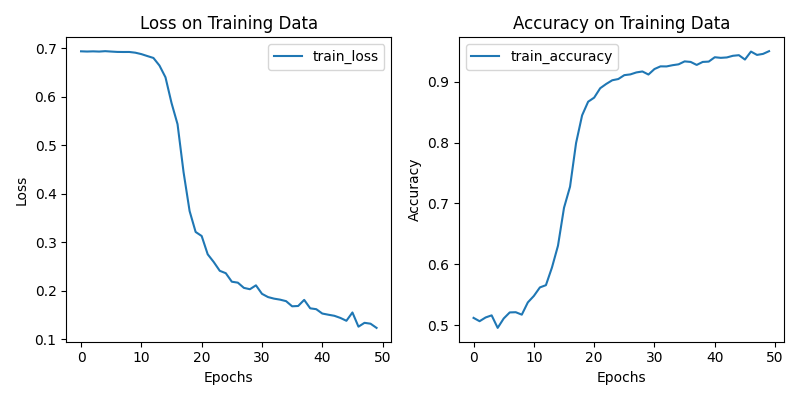 Loss on Training Data
train_loss
0.7
0.6
0.5
0.4
0.3
0.2
0.1
Loss
0 10 20 30 40 50
Epochs
Accuracy on Training Data
train_accuracy
0.9
0.8
0.7
0.6
0.5
Accuracy
0 10 20 30 40 50
Epochs